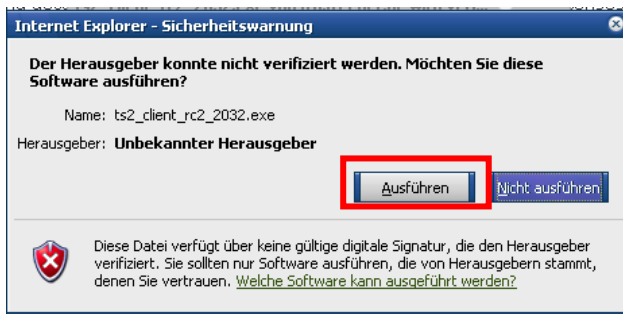 Internet Explorer - Sicherheitswarnung
Der Herausgeber konnte nicht verifiziert werden. Möchten Sie diese
Software ausführen?
Name: ts2_client_rc2_2032.exe
Herausgeber: Unbekannter Herausgeber
Ausführen
Nicht ausführen
Diese Datei verfügt über keine gültige digitale Signatur, die den Herausgeber
verifiziert. Sie sollten nur Software ausführen, die von Herausgebern stammt,
denen Sie vertrauen. Welche Software kann ausgeführt werden?